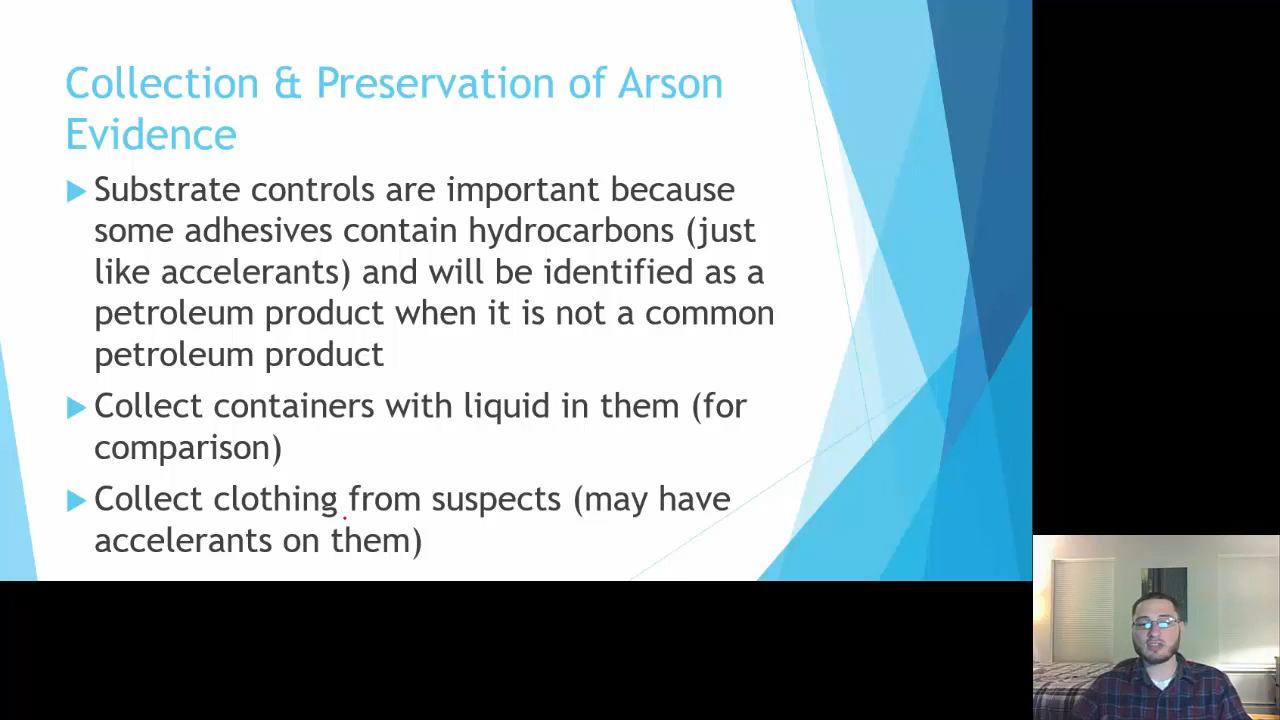 Collection & Preservation of Arson
Evidence
Substrate controls are important because
some adhesives contain hydrocarbons (just
like accelerants) and will be identified as a
petroleum product when it is not a common
petroleum product
Collect containers with liquid in them (for
comparison)
Collect clothing from suspects (may have
accelerants on them)